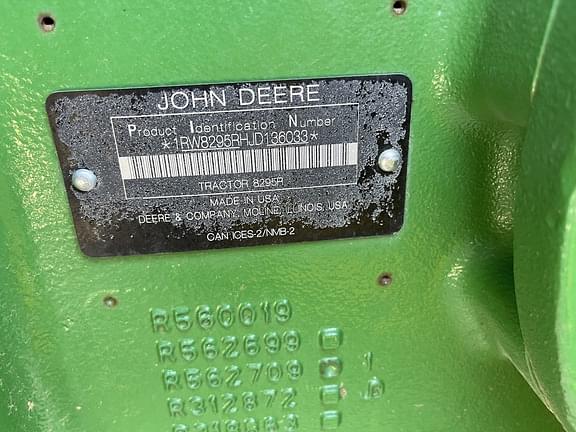 JOHN DEERE
Product Identification Number
*1RW8295RHJD136033*
TRACTOR 8295R
MADE IN USA
DEERE & COMPANY, MOLINE, ILLINOIS, USA
CAN ICES-2/NMB-2
R560019
R562699
R562709 1
R312872